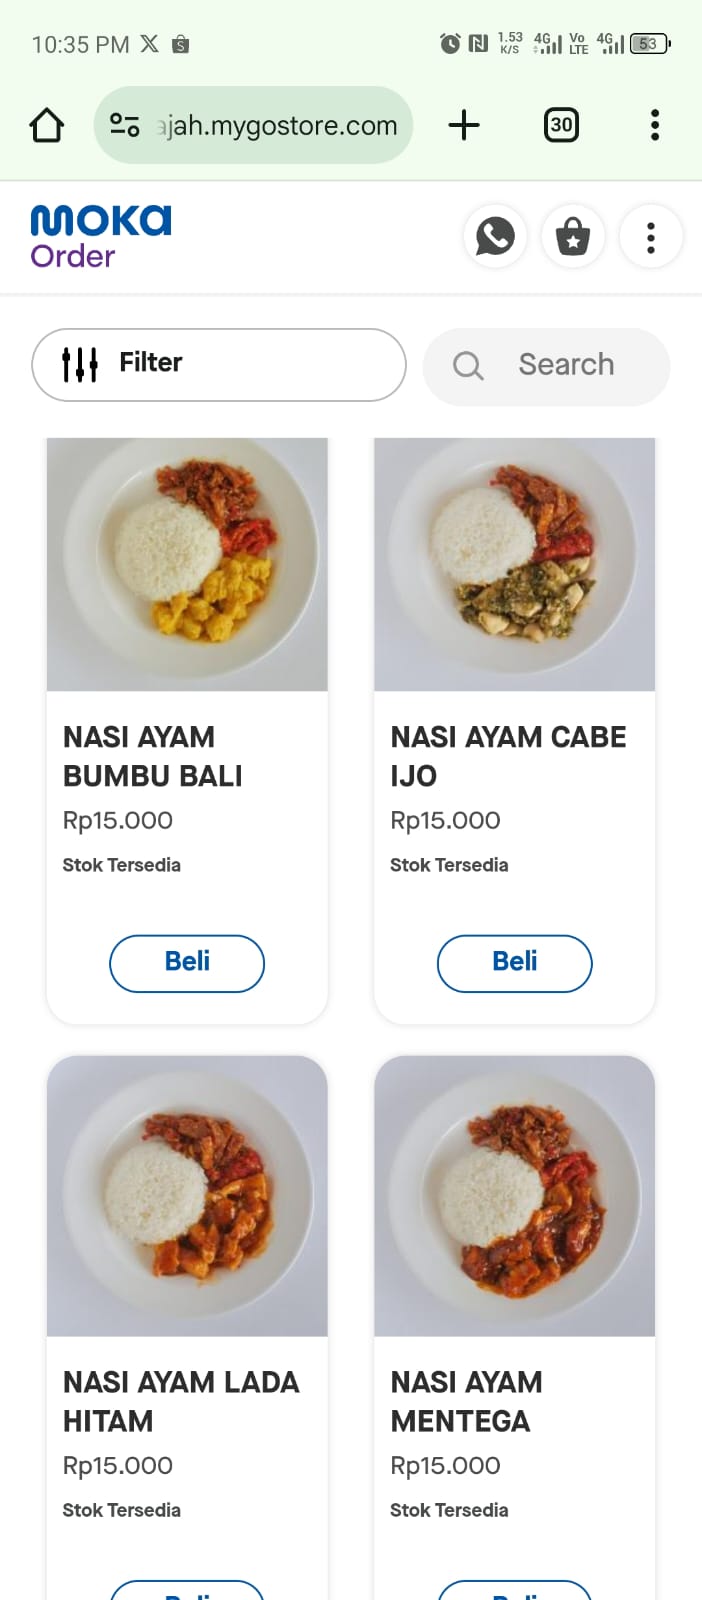 10:35 PM
1.53 K/S 4G Vo LTE 4G 53
ajah.mygostore.com
30
moka
Order
Filter
Search
NASI AYAM
BUMBU BALI
Rp15.000
Stok Tersedia
Beli
NASI AYAM CABE
IJO
Rp15.000
Stok Tersedia
Beli
NASI AYAM LADA
HITAM
Rp15.000
Stok Tersedia
Beli
NASI AYAM
MENTEGA
Rp15.000
Stok Tersedia
Beli